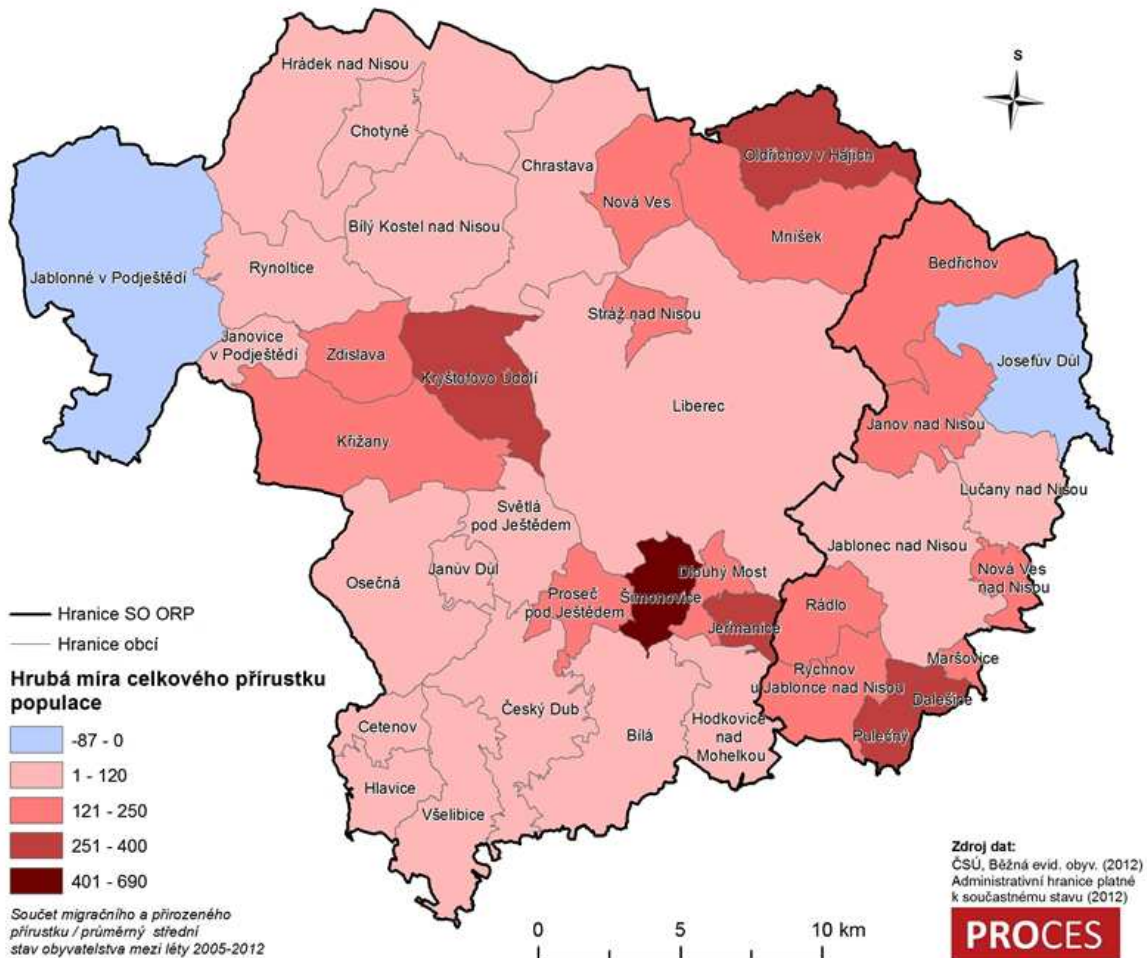 Hrádek nad Nisou
S
Chotyně
Chrastava
Oldřichov v Hájích
Nová Ves
Bílý Kostel nad Nisou
Mníšek
Bedřichov
Rynoltice
Jablonné v Podještědí
Stráž nad Nisou
Janovice
v Podještědí
Zdislava
Josefův Důl
Kryštofovo Údolí
Liberec
Janov nad Nisou
Křižany
Lučany nad Nisou
Světlá
pod Ještědem
Jablonec nad Nisou
Osečná
Janův Důl
Dlouhý Most
Nová Ves
nad Nisou
Proseč
pod Ještědem
Šimonovice
Rádlo
Jeřmanice
Maršovice
Rychnov
u Jablonce nad Nisou
Dalešice
Český Dub
Bílá
Hodkovice
nad
Mohelkou
Pulečný
Cetenov
Hlavice
Všelibice
Hranice SO ORP
Hranice obcí
Hrubá míra celkového přírustku
populace
-87 - 0
1 - 120
121 - 250
251 - 400
401 - 690
Součet migračního a přirozeného
přírustku / průměrný střední
stav obyvatelstva mezi léty 2005-2012
0 5 10 km
Zdroj dat:
ČSÚ, Běžná evid. obyv. (2012)
Administrativní hranice platné
k součastnému stavu (2012)
PROCES